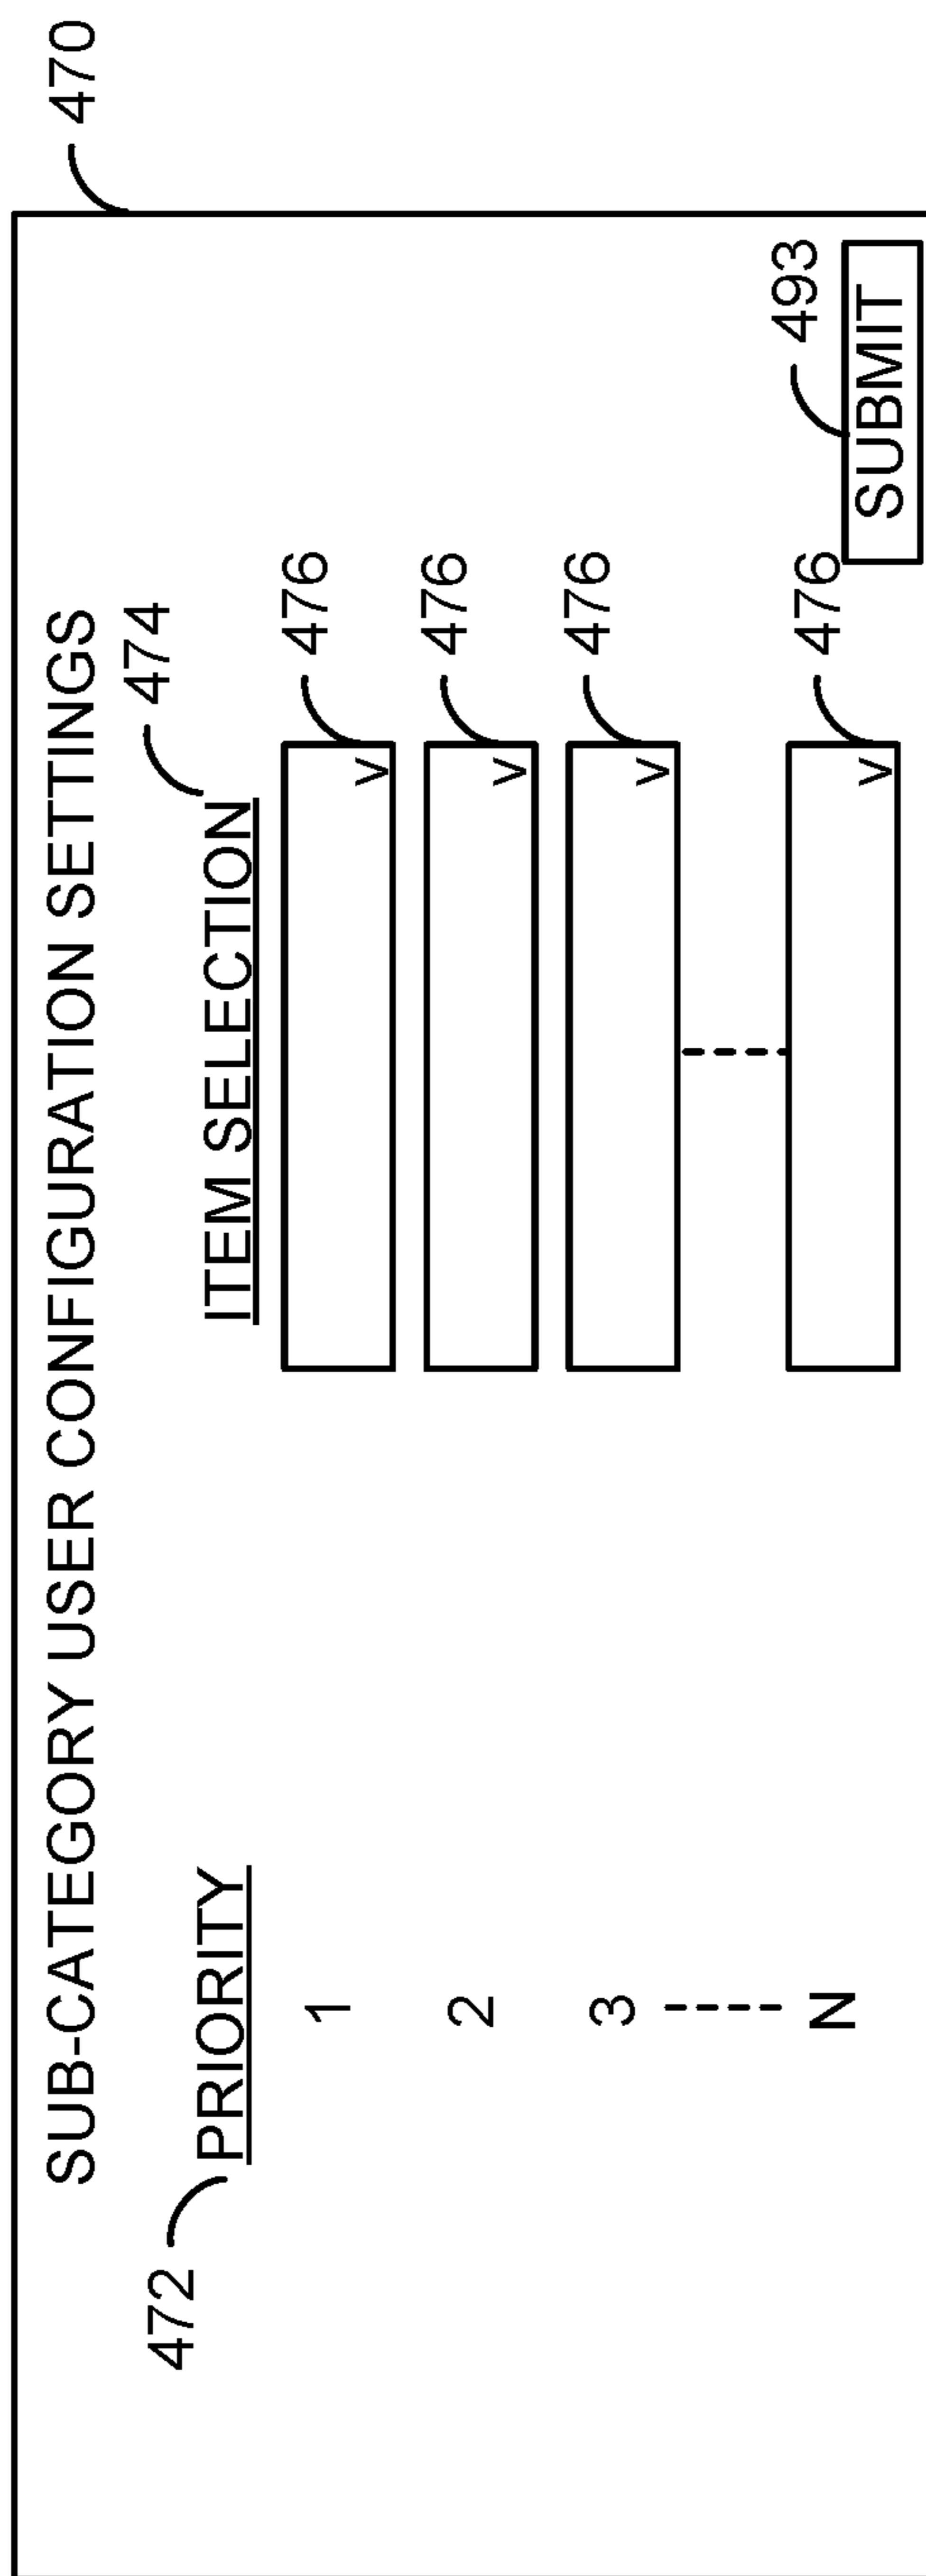 470
SUB-CATEGORY USER CONFIGURATION SETTINGS
472 474
PRIORITY ITEM SELECTION
1 v 476
2 v 476
3 v 476
N v 476
493
SUBMIT